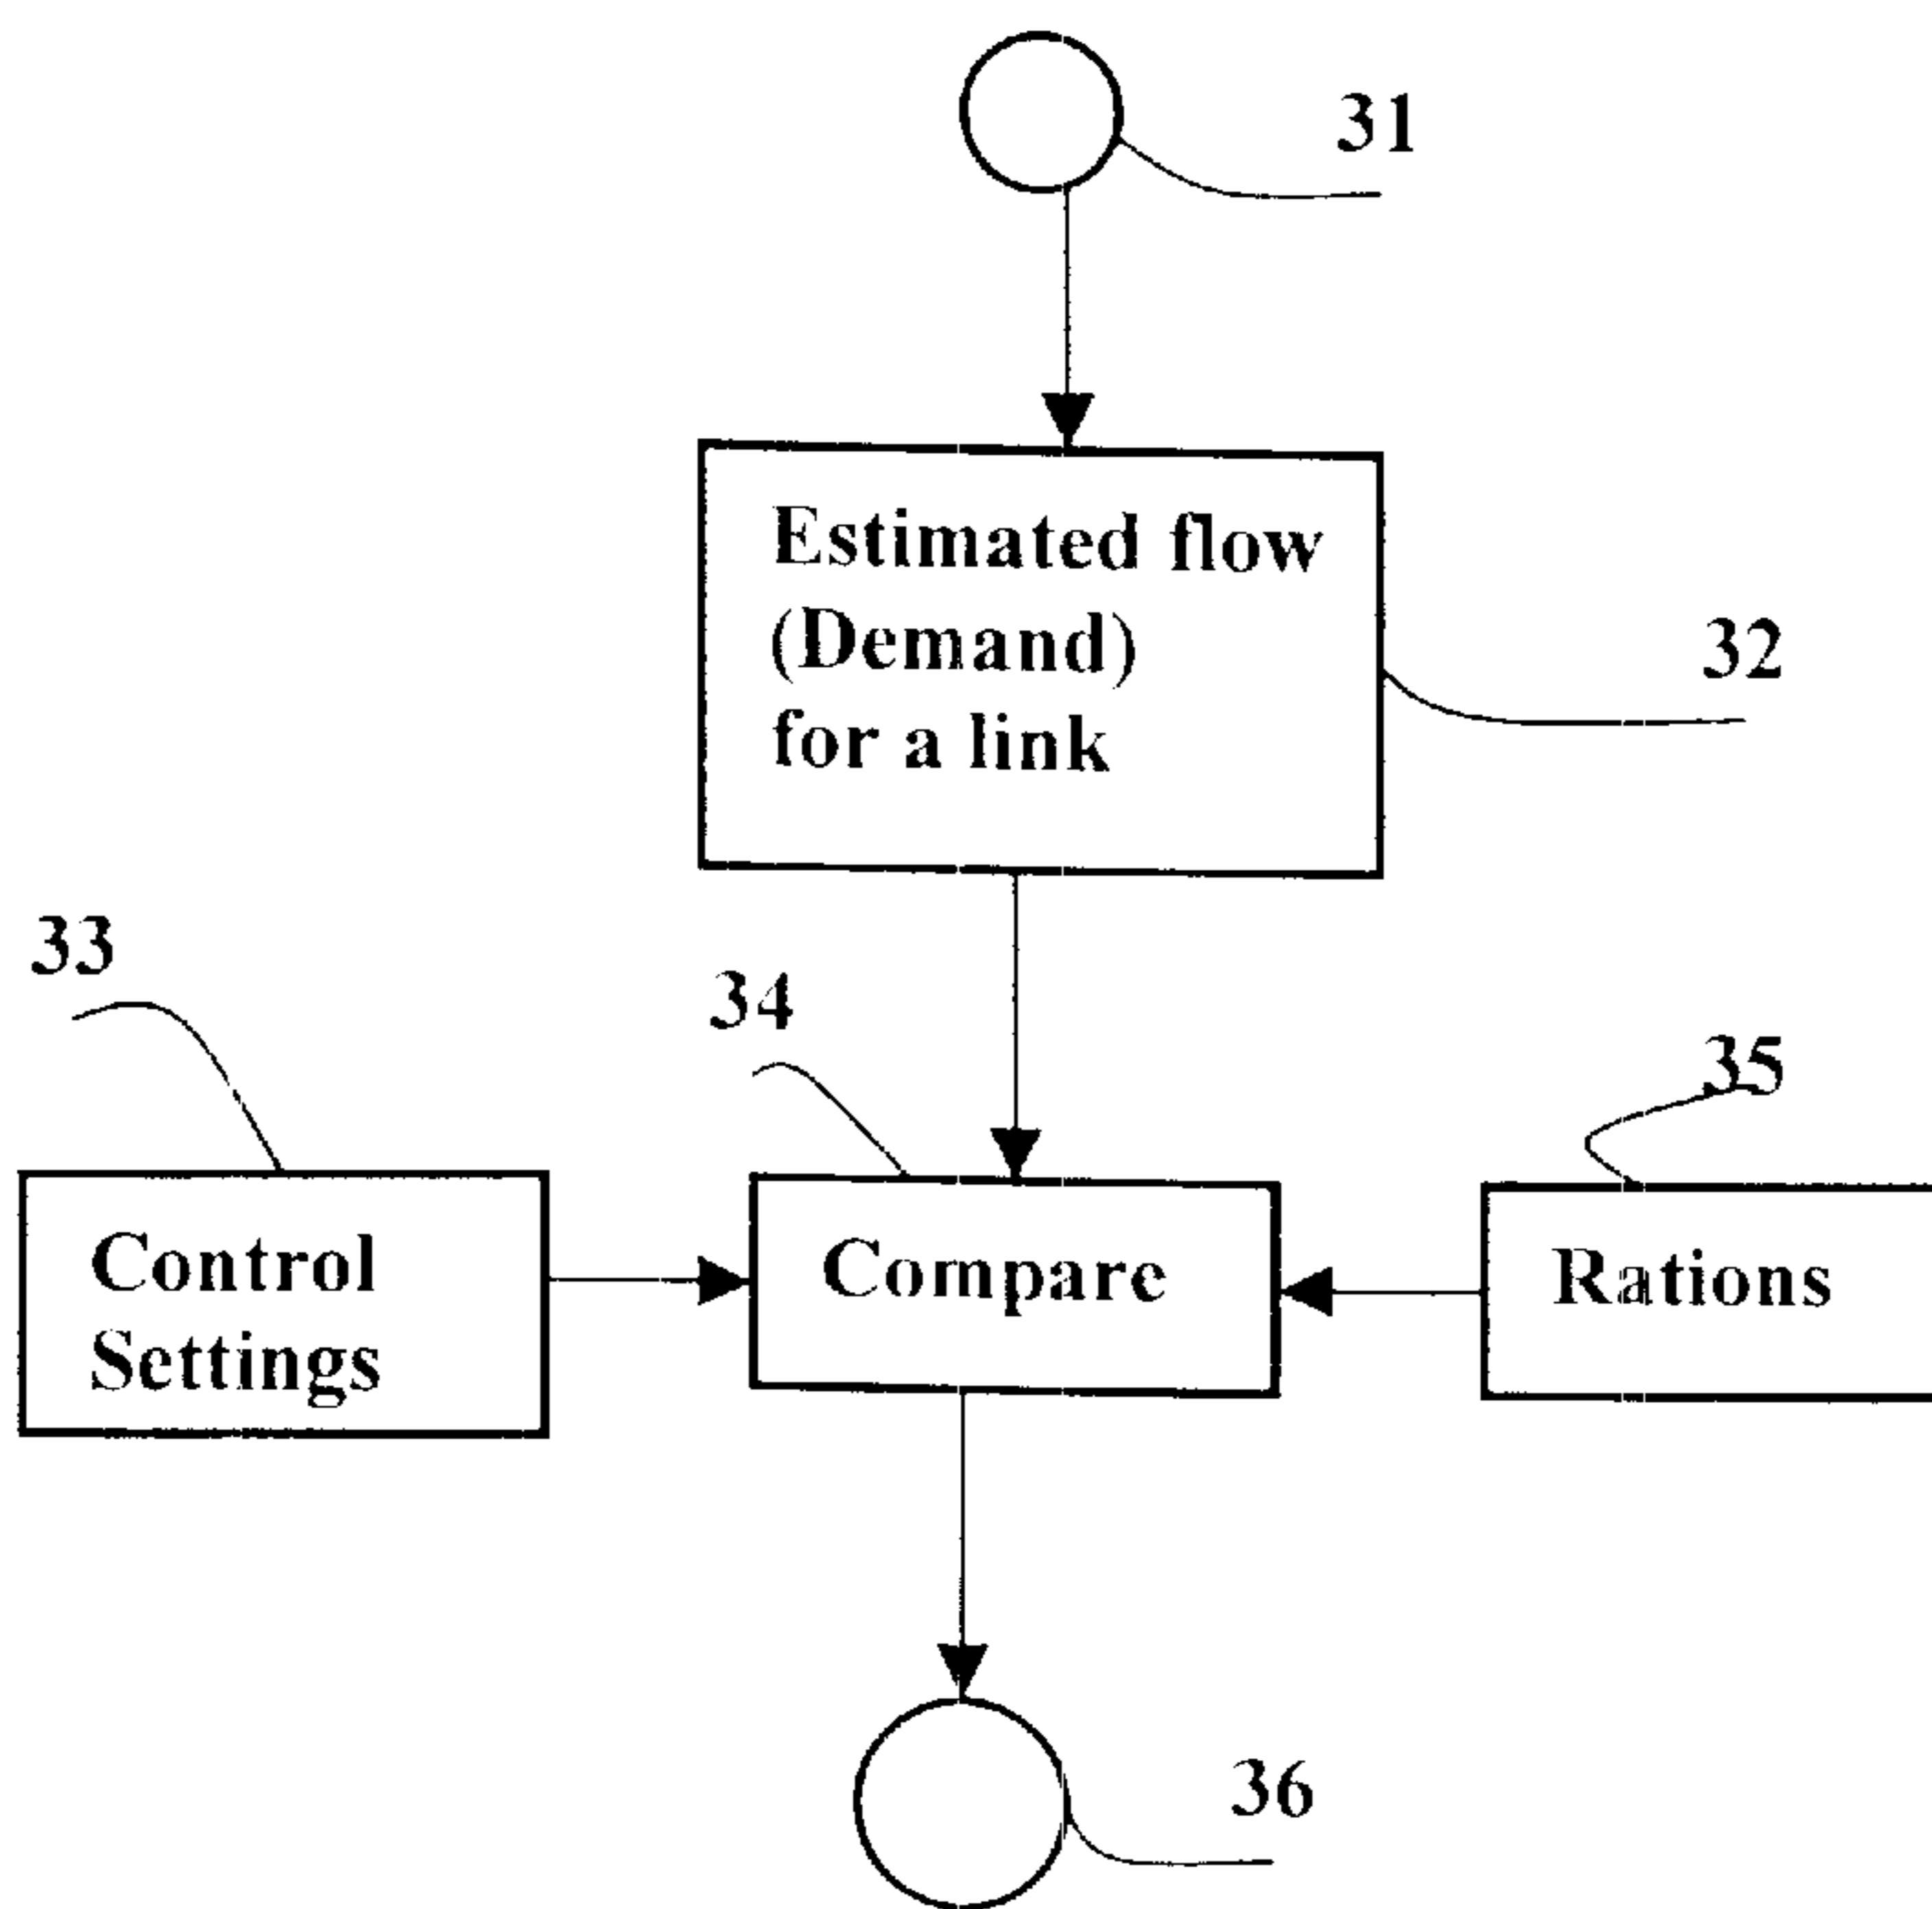 31
Estimated flow
(Demand)
for a link
32
33
34
35
Control
Settings
Compare
Rations
36